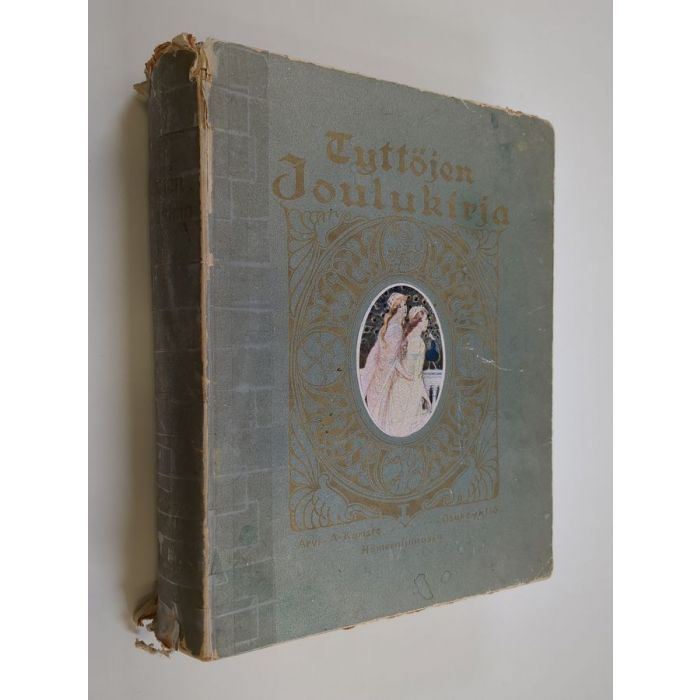 Tyttöjen
Joulukirja
Arvi A. Karisto Osakeyhtiö
Hämeenlinnassa